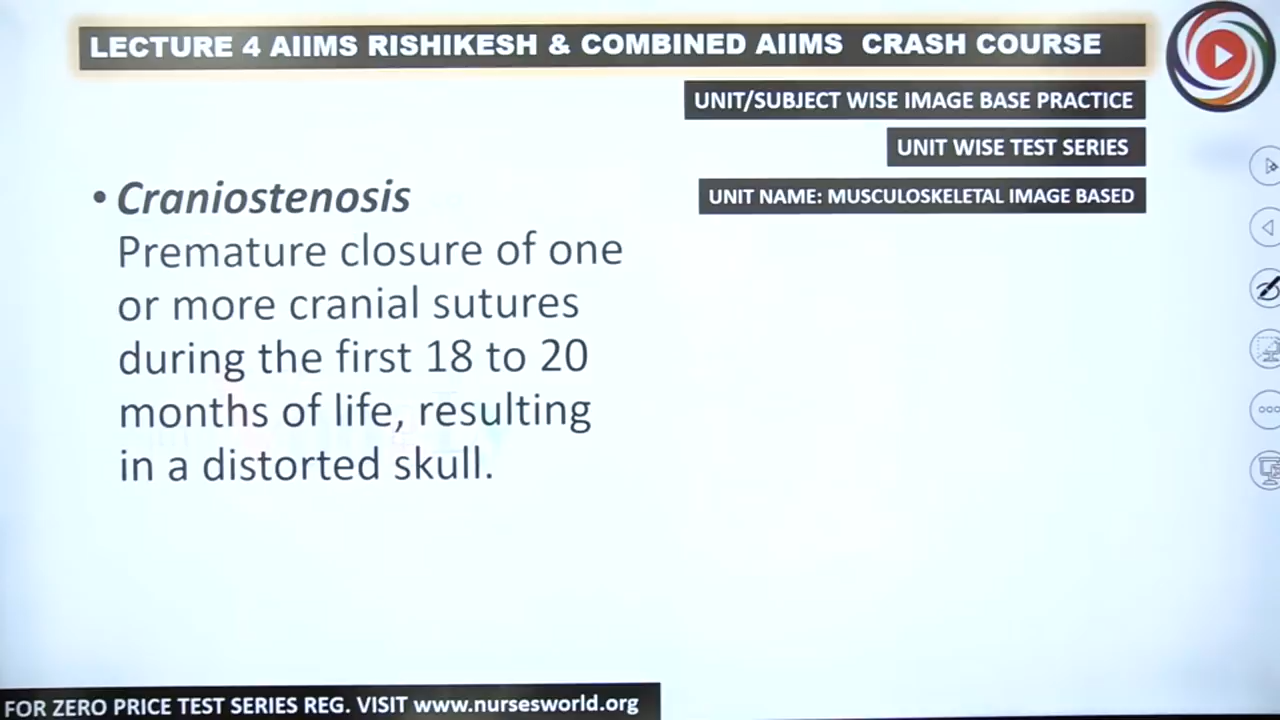 LECTURE 4 AIIMS RISHIKESH & COMBINED AIIMS CRASH COURSE
UNIT/SUBJECT WISE IMAGE BASE PRACTICE
UNIT WISE TEST SERIES
UNIT NAME: MUSCULOSKELETAL IMAGE BASED
• Craniostenosis
Premature closure of one
or more cranial sutures
during the first 18 to 20
months of life, resulting
in a distorted skull.
FOR ZERO PRICE TEST SERIES REG. VISIT www.nursesworld.org